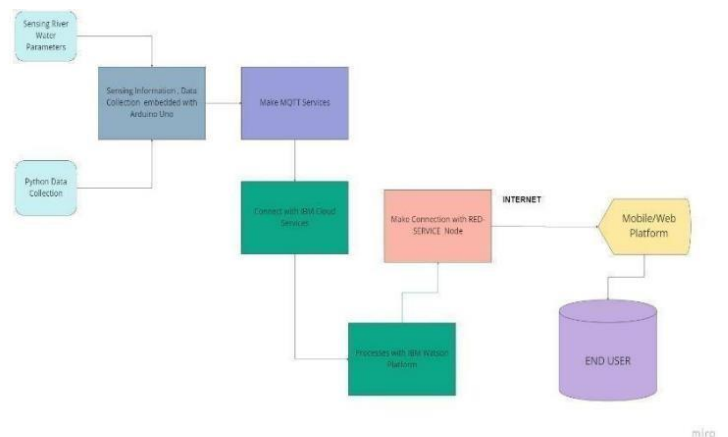 Sensing River
Water
Parameters
Sensing Information , Data
Collection embedded with
Arduino Uno
Make MQTT Services
Python Data
Collection
Connect with IBM Cloud
Services
Make Connection with RED-
SERVICE Node
INTERNET
Mobile/Web
Platform
Processes with IBM Watson
Platform
END USER
miro